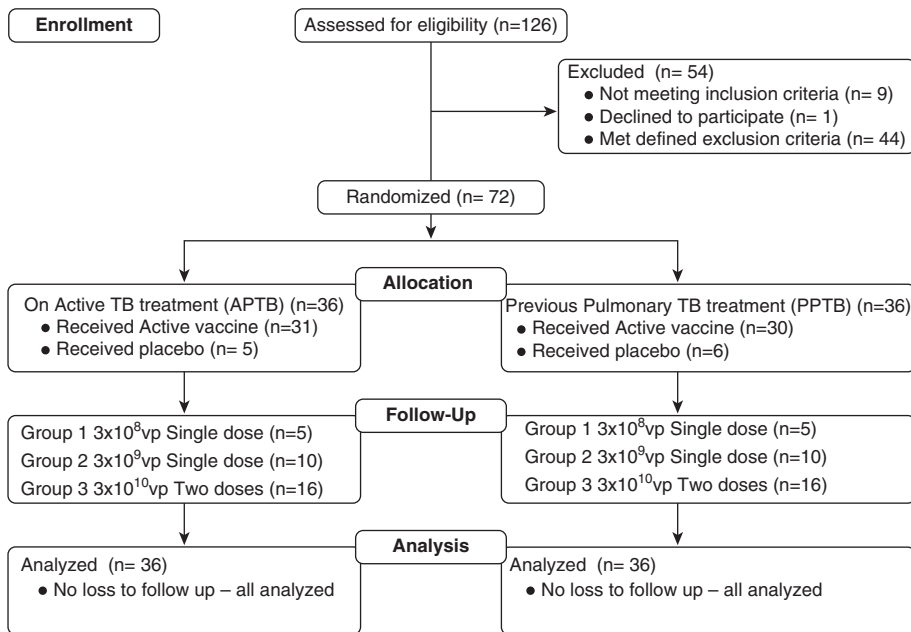 Enrollment
Assessed for eligibility (n=126)
Excluded (n= 54)
● Not meeting inclusion criteria (n= 9)
● Declined to participate (n= 1)
● Met defined exclusion criteria (n= 44)
Randomized (n= 72)
Allocation
On Active TB treatment (APTB) (n=36)
● Received Active vaccine (n=31)
● Received placebo (n= 5)
Previous Pulmonary TB treatment (PPTB) (n=36)
● Received Active vaccine (n=30)
● Received placebo (n=6)
Follow-Up
Group 1 3x10⁸vp Single dose (n=5)
Group 2 3x10⁹vp Single dose (n=10)
Group 3 3x10¹⁰vp Two doses (n=16)
Group 1 3x10⁸vp Single dose (n=5)
Group 2 3x10⁹vp Single dose (n=10)
Group 3 3x10¹⁰vp Two doses (n=16)
Analysis
Analyzed (n= 36)
● No loss to follow up – all analyzed
Analyzed (n= 36)
● No loss to follow up – all analyzed